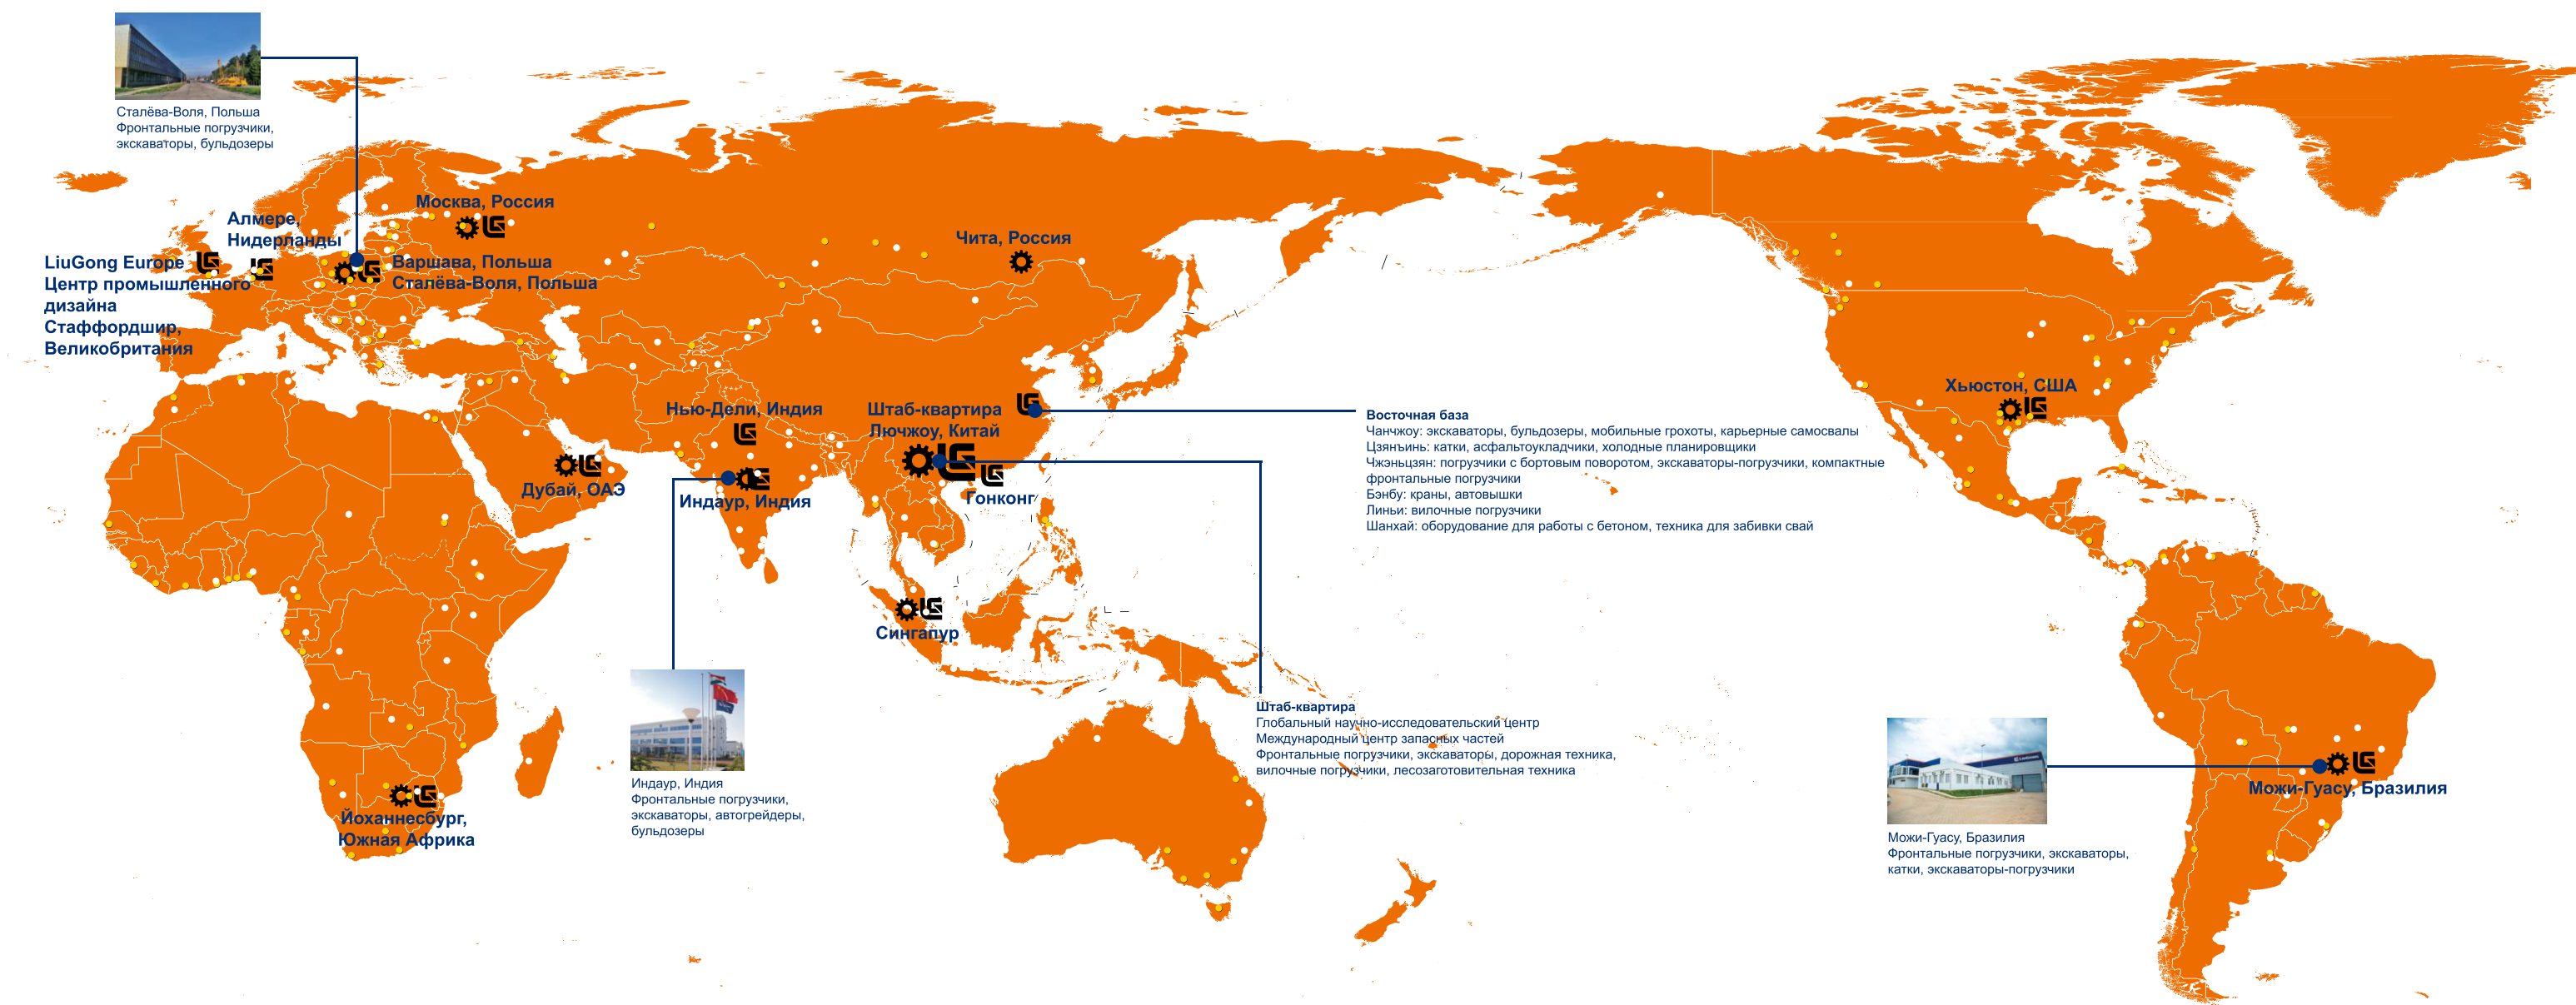 Сталёва-Воля, Польша
Фронтальные погрузчики,
экскаваторы, бульдозеры
Москва, Россия
Алмере,
Нидерланды
Чита, Россия
LiuGong Europe
Центр промышленного
дизайна
Стаффордшир,
Великобритания
Варшава, Польша
Сталёва-Воля, Польша
Хьюстон, США
Нью-Дели, Индия
Штаб-квартира
Лючжоу, Китай
Восточная база
Чанчжоу: экскаваторы, бульдозеры, мобильные грохоты, карьерные самосвалы
Цзянъинь: катки, асфальтоукладчики, холодные планировщики
Чжэньцзян: погрузчики с бортовым поворотом, экскаваторы-погрузчики, компактные
фронтальные погрузчики
Бэнбу: краны, автовышки
Линьи: вилочные погрузчики
Шанхай: оборудование для работы с бетоном, техника для забивки свай
Дубай, ОАЭ
Индаур, Индия
Гонконг
Сингапур
Штаб-квартира
Глобальный научно-исследовательский центр
Международный центр запасных частей
Фронтальные погрузчики, экскаваторы, дорожная техника,
вилочные погрузчики, лесозаготовительная техника
Индаур, Индия
Фронтальные погрузчики,
экскаваторы, автогрейдеры,
бульдозеры
Йоханнесбург,
Южная Африка
Можи-Гуасу, Бразилия
Можи-Гуасу, Бразилия
Фронтальные погрузчики, экскаваторы,
катки, экскаваторы-погрузчики